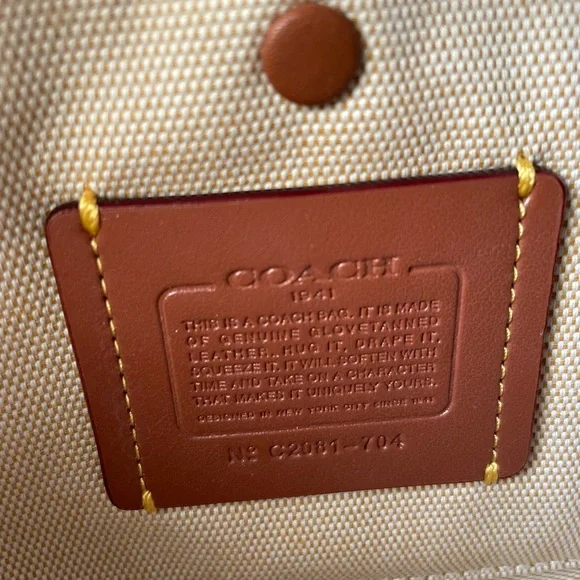 COACH
1941
THIS IS A COACH BAG. IT IS MADE
OF GENUINE GLOVETANNED
LEATHER.. HUG IT, DRAPE IT,
SQUEEZE IT. IT WILL SOFTEN WITH
TIME AND TAKE ON A CHARACTER
THAT MAKES IT UNIQUELY YOURS.
DESIGNED IN NEW YORK CITY SINCE 1941
Nº C2081-704